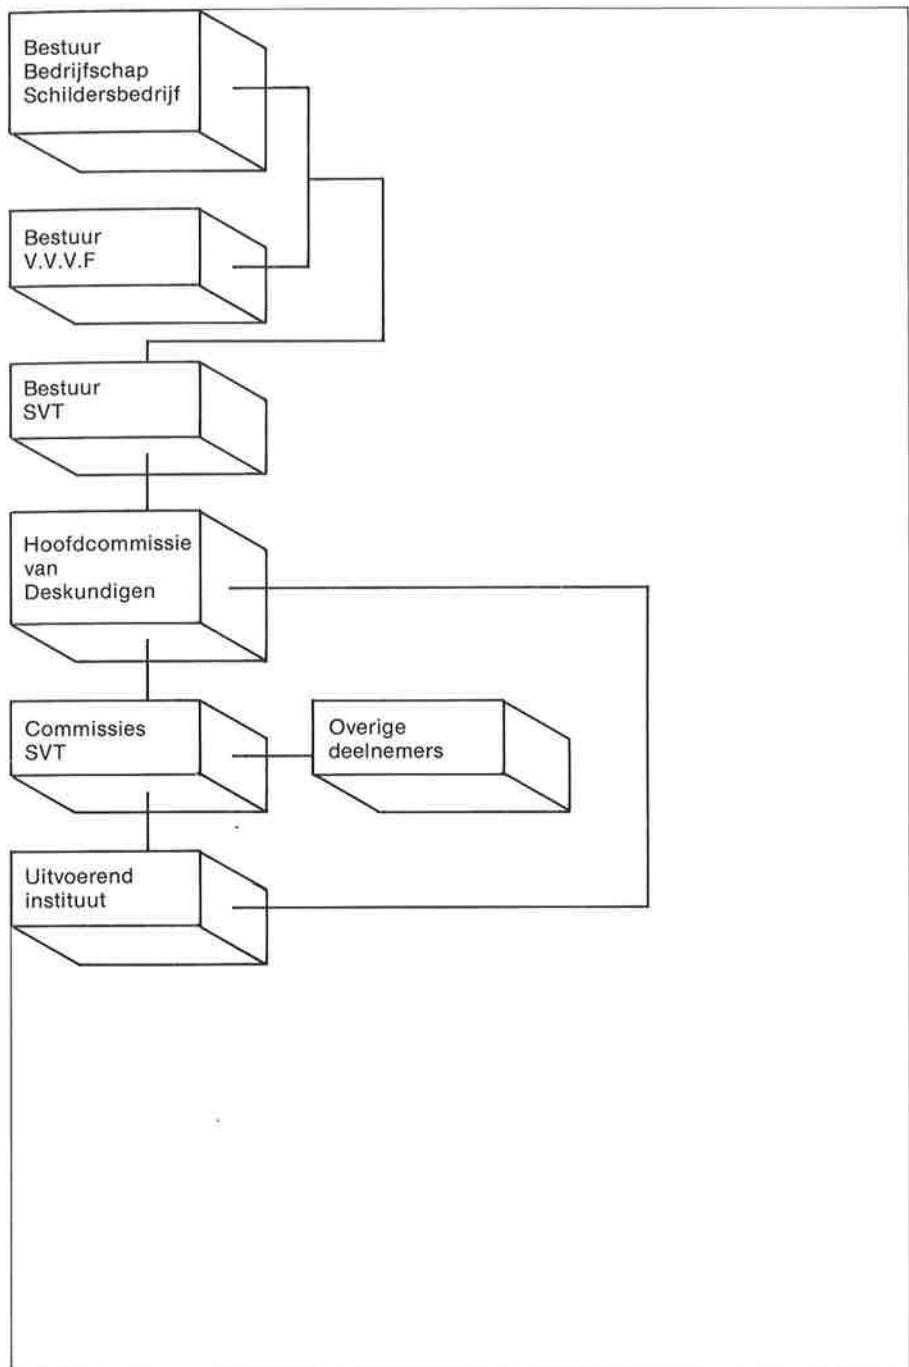 Bestuur
Bedrijfschap
Schildersbedrijf
Bestuur
V.V.V.F
Bestuur
SVT
Hoofdcommissie
van
Deskundigen
Commissies
SVT
Overige
deelnemers
Uitvoerend
instituut